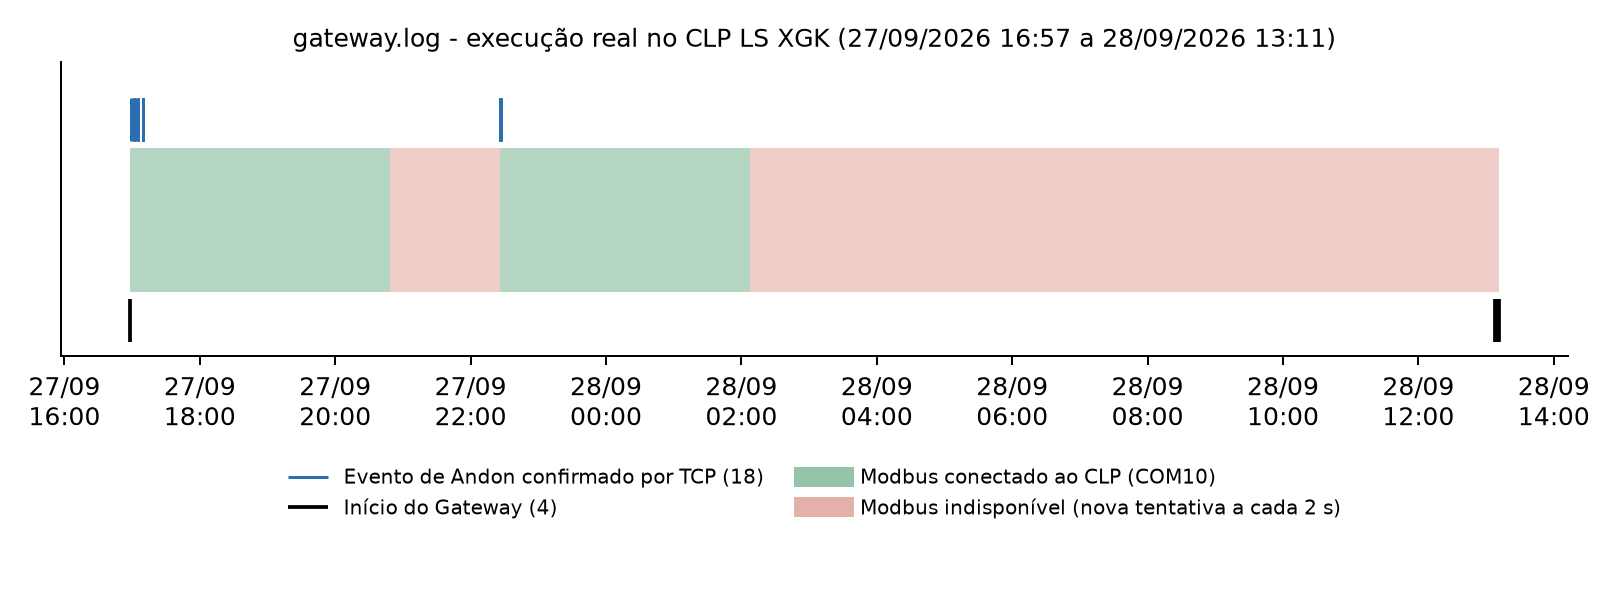 gateway.log - execução real no CLP LS XGK (27/09/2026 16:57 a 28/09/2026 13:11)
27/09 27/09 27/09 27/09 28/09 28/09 28/09 28/09 28/09 28/09 28/09 28/09
16:00 18:00 20:00 22:00 00:00 02:00 04:00 06:00 08:00 10:00 12:00 14:00
Evento de Andon confirmado por TCP (18) Modbus conectado ao CLP (COM10)
Início do Gateway (4) Modbus indisponível (nova tentativa a cada 2 s)